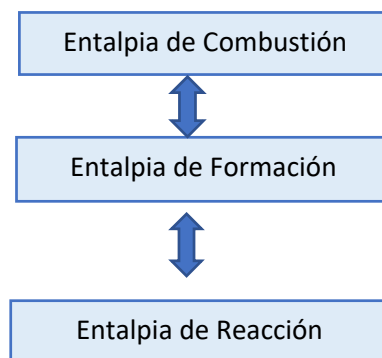 Entalpia de Combustión
Entalpia de Formación
Entalpia de Reacción